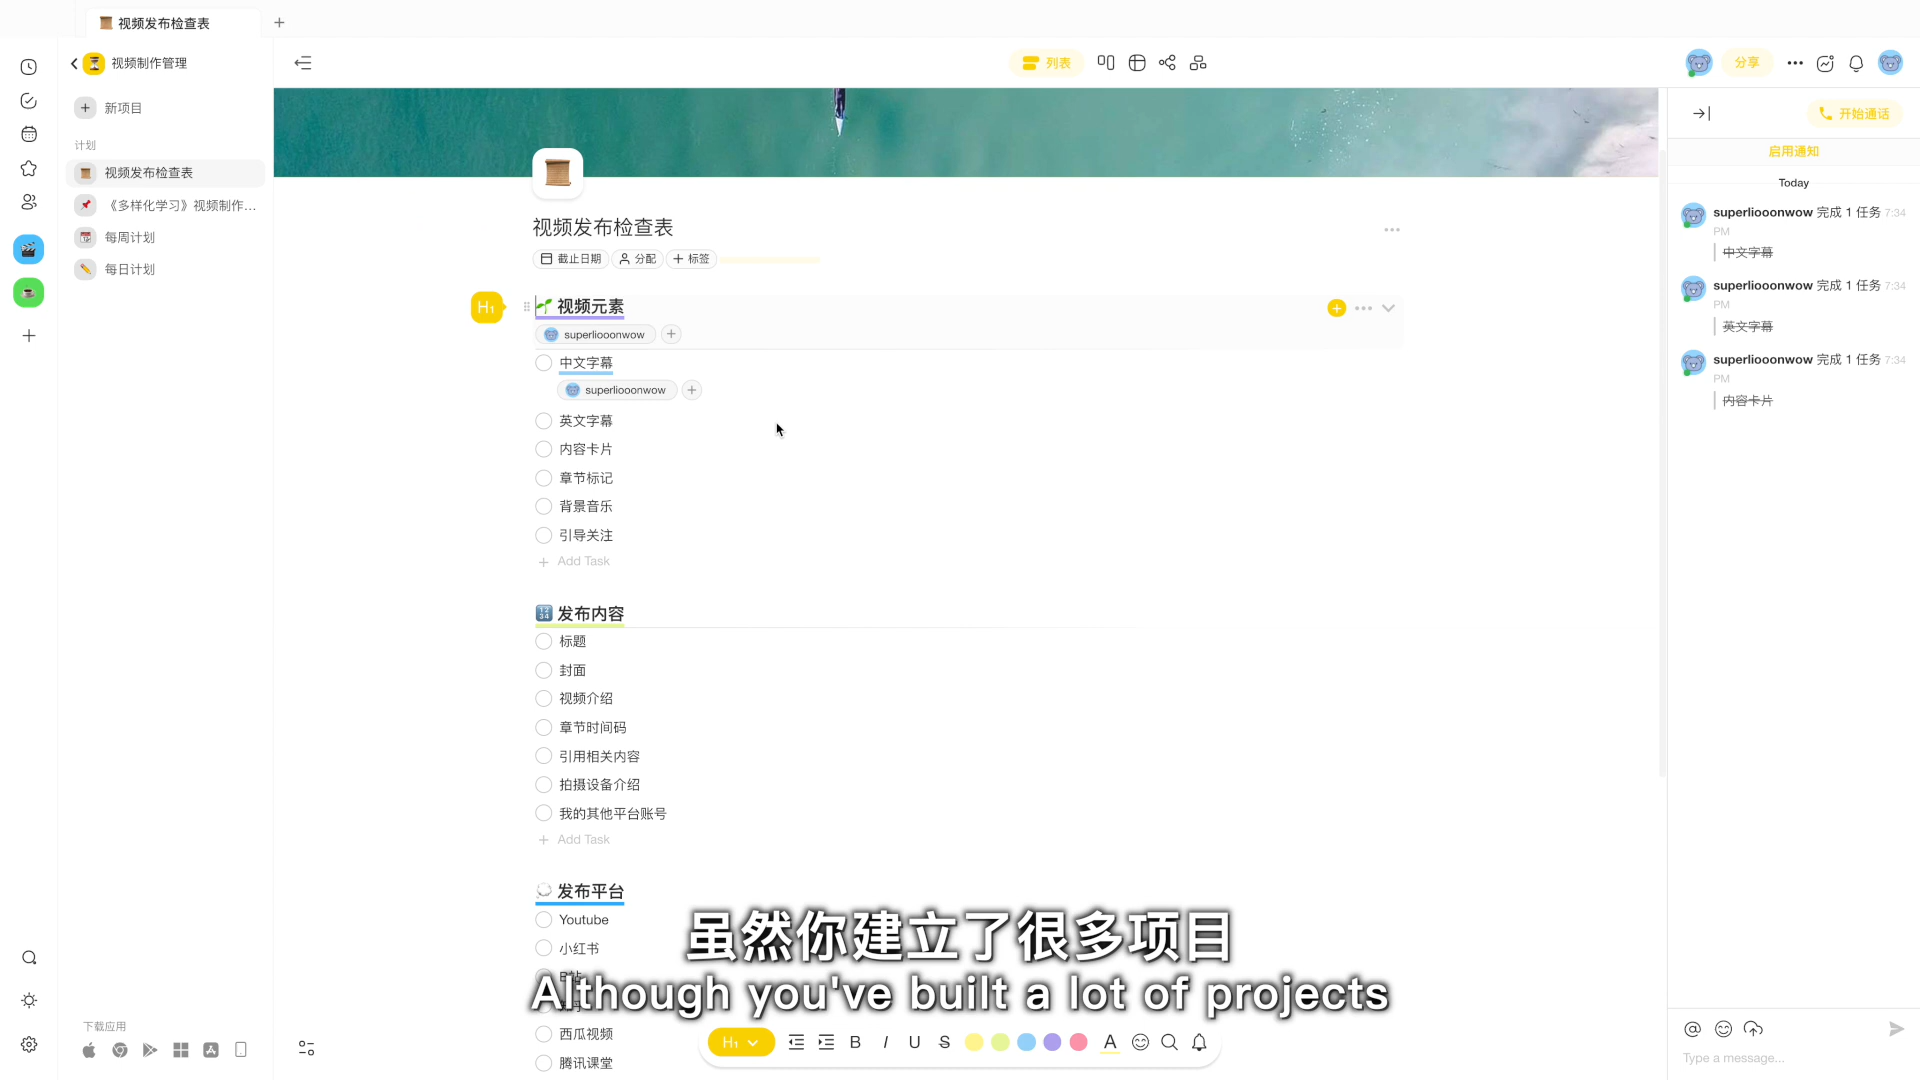 视频发布检查表
视频制作管理
新项目
计划
视频发布检查表
《多样化学习》视频制作...
每周计划
每日计划
下载应用
列表
分享
视频发布检查表
截止日期
分配
标签
H1
视频元素
superliooonwow
中文字幕
superliooonwow
英文字幕
内容卡片
章节标记
背景音乐
引导关注
Add Task
发布内容
标题
封面
视频介绍
章节时间码
引用相关内容
拍摄设备介绍
我的其他平台账号
Add Task
发布平台
Youtube
小红书
西瓜视频
腾讯课堂
虽然你建立了很多项目
Although you've built a lot of projects
H1 B I U S A
开始通话
启用通知
Today
superliooonwow 完成 1 任务 7:34 PM
中文字幕
superliooonwow 完成 1 任务 7:34 PM
英文字幕
superliooonwow 完成 1 任务 7:34 PM
内容卡片
Type a message...